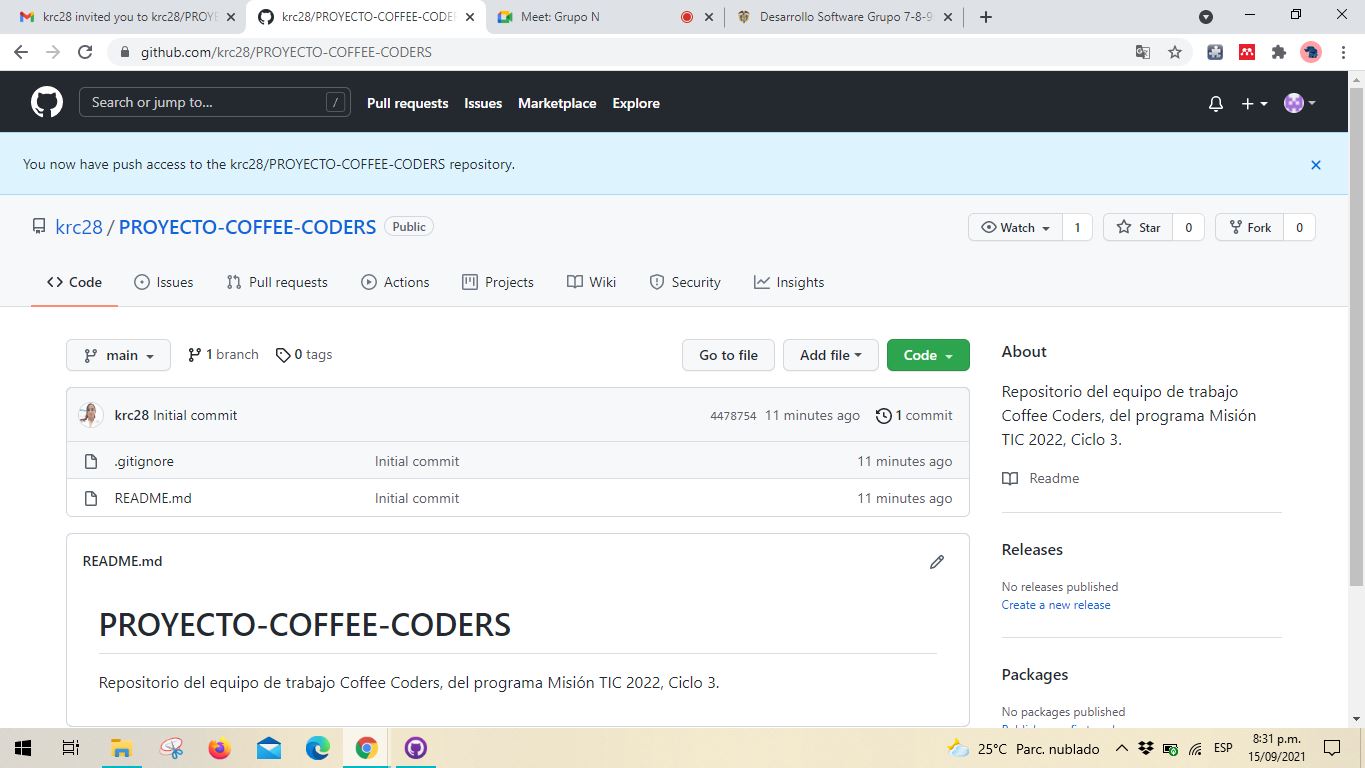 krc28 invited you to krc28/PROYE
krc28/PROYECTO-COFFEE-CODE
Meet: Grupo N
Desarrollo Software Grupo 7-8-9
github.com/krc28/PROYECTO-COFFEE-CODERS
Search or jump to...
/
Pull requests
Issues
Marketplace
Explore
You now have push access to the krc28/PROYECTO-COFFEE-CODERS repository.
krc28 / PROYECTO-COFFEE-CODERS
Public
Watch
1
Star
0
Fork
0
Code
Issues
Pull requests
Actions
Projects
Wiki
Security
Insights
main
1 branch
0 tags
Go to file
Add file
Code
krc28 Initial commit
4478754
11 minutes ago
1 commit
.gitignore
Initial commit
11 minutes ago
README.md
Initial commit
11 minutes ago
README.md
PROYECTO-COFFEE-CODERS
Repositorio del equipo de trabajo Coffee Coders, del programa Misión TIC 2022, Ciclo 3.
About
Repositorio del equipo de trabajo
Coffee Coders, del programa Misión
TIC 2022, Ciclo 3.
Readme
Releases
No releases published
Create a new release
Packages
No packages published
25°C Parc. nublado
ESP
8:31 p.m.
15/09/2021